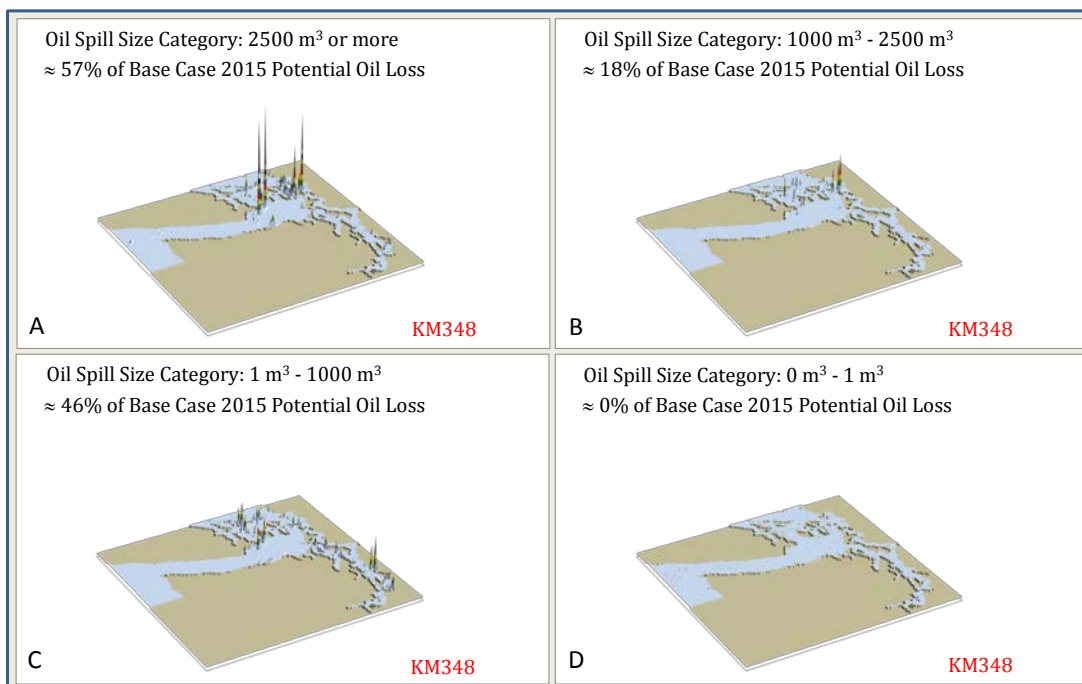 Oil Spill Size Category: 2500 m³ or more
≈ 57% of Base Case 2015 Potential Oil Loss
A
KM348
Oil Spill Size Category: 1000 m³ - 2500 m³
≈ 18% of Base Case 2015 Potential Oil Loss
B
KM348
Oil Spill Size Category: 1 m³ - 1000 m³
≈ 46% of Base Case 2015 Potential Oil Loss
C
KM348
Oil Spill Size Category: 0 m³ - 1 m³
≈ 0% of Base Case 2015 Potential Oil Loss
D
KM348